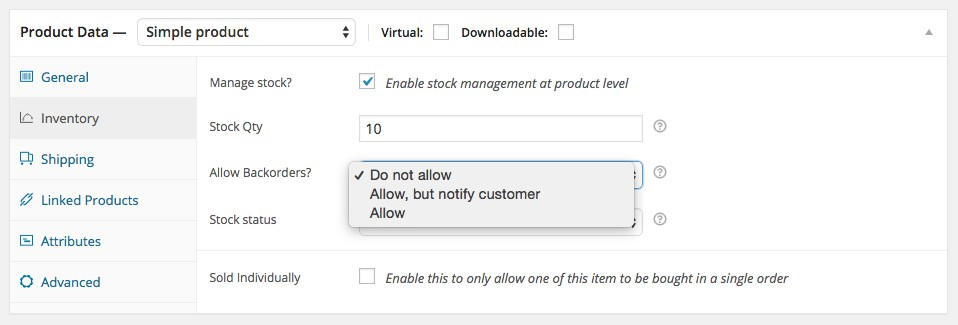 Product Data — Simple product Virtual: Downloadable:
General
Inventory
Shipping
Linked Products
Attributes
Advanced
Manage stock? Enable stock management at product level
Stock Qty 10
Allow Backorders? Do not allow
Allow, but notify customer
Allow
Stock status
Sold Individually Enable this to only allow one of this item to be bought in a single order